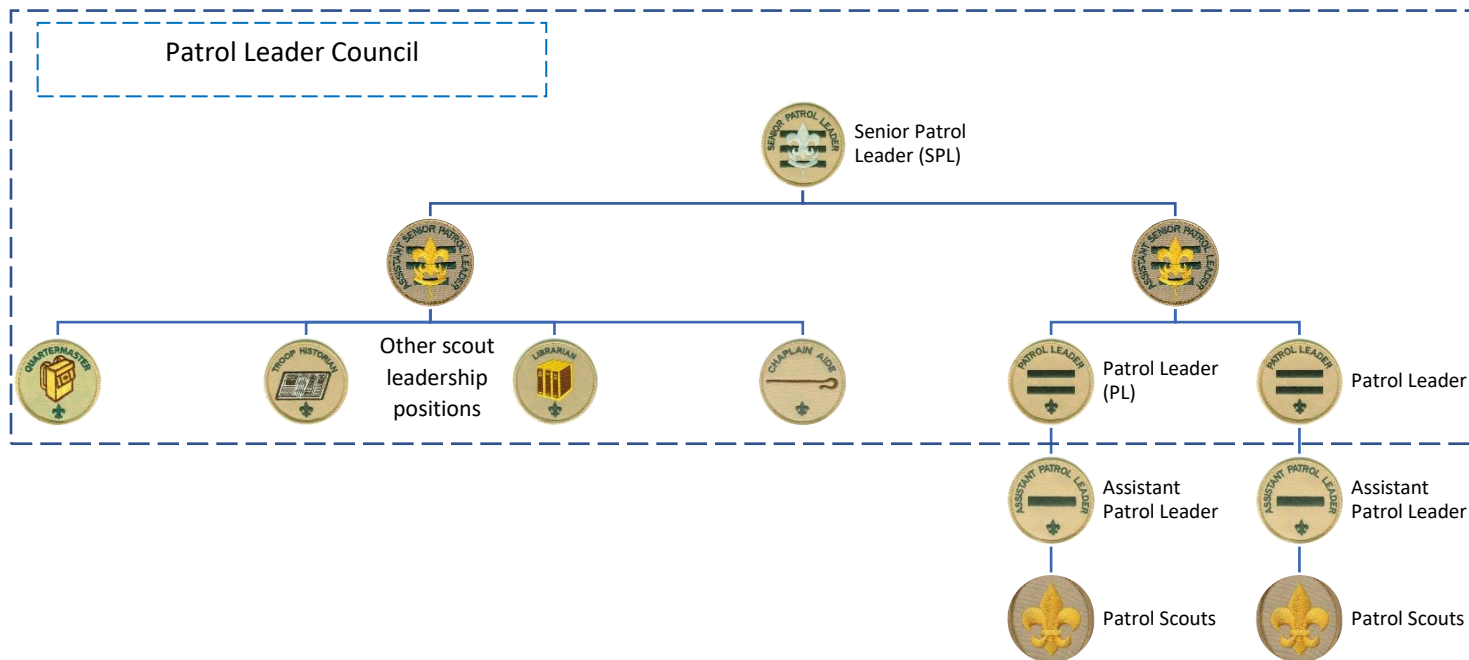 Patrol Leader Council
SENIOR PATROL LEADER
Senior Patrol
Leader (SPL)
ASSISTANT SENIOR PATROL LEADER
ASSISTANT SENIOR PATROL LEADER
QUARTERMASTER
TROOP HISTORIAN
Other scout
leadership
positions
LIBRARIAN
CHAPLAIN AIDE
PATROL LEADER
Patrol Leader
(PL)
PATROL LEADER
Patrol Leader
ASSISTANT PATROL LEADER
Assistant
Patrol Leader
ASSISTANT PATROL LEADER
Assistant
Patrol Leader
Patrol Scouts
Patrol Scouts